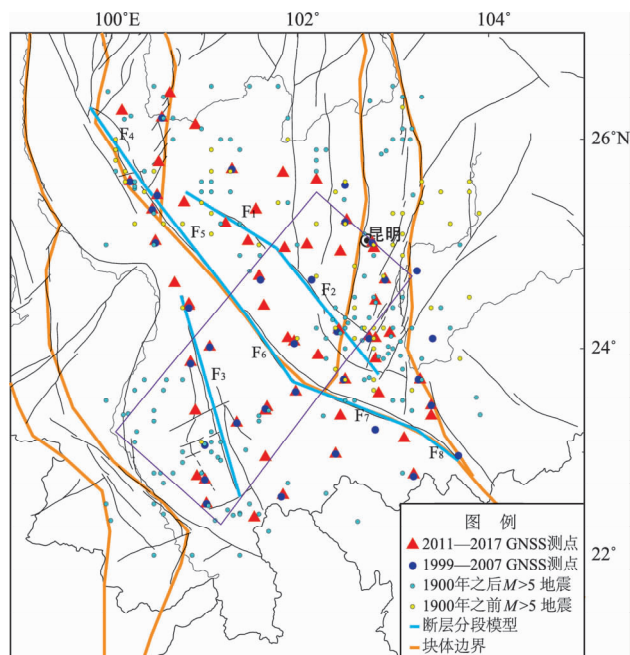 100°E 102° 104°
F4
26°N
F1
F5
昆明
F2
24°
F6
F3
F7
F8
图 例
2011—2017 GNSS测点
1999—2007 GNSS测点
1900年之后M>5 地震
1900年之前M>5 地震
断层分段模型
块体边界
22°